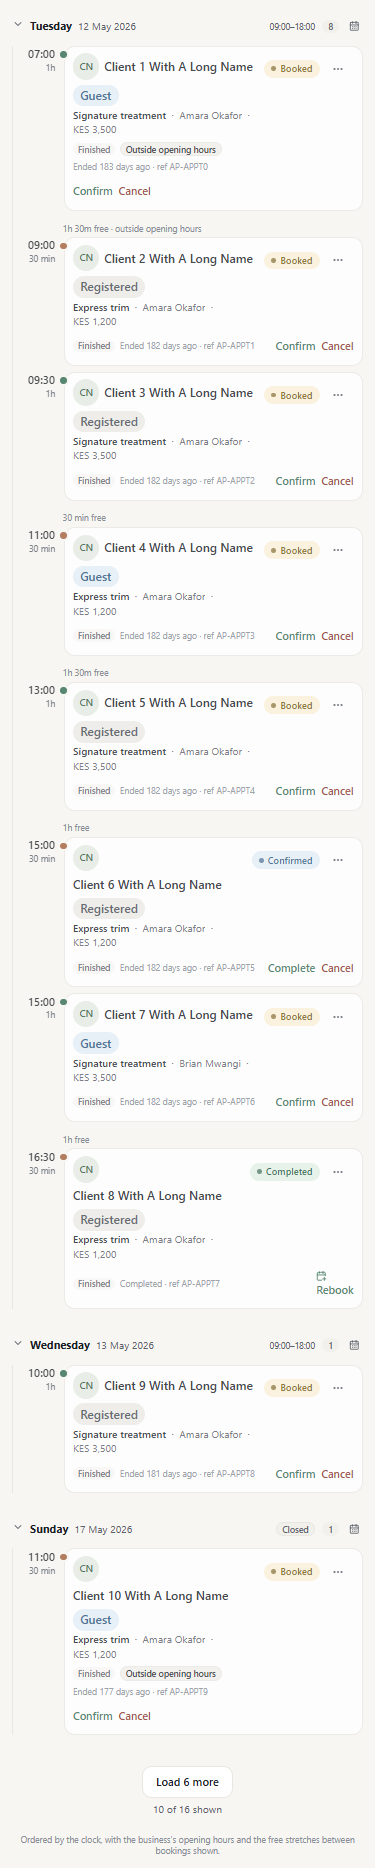 Tuesday 12 May 2026 09:00–18:00 8
07:00
1h
CN Client 1 With A Long Name Booked ···
Guest
Signature treatment · Amara Okafor ·
KES 3,500
Finished Outside opening hours
Ended 183 days ago · ref AP-APPT0
Confirm Cancel
1h 30m free · outside opening hours
09:00
30 min
CN Client 2 With A Long Name Booked ···
Registered
Express trim · Amara Okafor ·
KES 1,200
Finished Ended 182 days ago · ref AP-APPT1 Confirm Cancel
09:30
1h
CN Client 3 With A Long Name Booked ···
Registered
Signature treatment · Amara Okafor ·
KES 3,500
Finished Ended 182 days ago · ref AP-APPT2 Confirm Cancel
30 min free
11:00
30 min
CN Client 4 With A Long Name Booked ···
Guest
Express trim · Amara Okafor ·
KES 1,200
Finished Ended 182 days ago · ref AP-APPT3 Confirm Cancel
1h 30m free
13:00
1h
CN Client 5 With A Long Name Booked ···
Registered
Signature treatment · Amara Okafor ·
KES 3,500
Finished Ended 182 days ago · ref AP-APPT4 Confirm Cancel
1h free
15:00
30 min
CN Confirmed ···
Client 6 With A Long Name
Registered
Express trim · Amara Okafor ·
KES 1,200
Finished Ended 182 days ago · ref AP-APPT5 Complete Cancel
15:00
1h
CN Client 7 With A Long Name Booked ···
Guest
Signature treatment · Brian Mwangi ·
KES 3,500
Finished Ended 182 days ago · ref AP-APPT6 Confirm Cancel
1h free
16:30
30 min
CN Completed ···
Client 8 With A Long Name
Registered
Express trim · Amara Okafor ·
KES 1,200
Finished Completed · ref AP-APPT7 Rebook
Wednesday 13 May 2026 09:00–18:00 1
10:00
1h
CN Client 9 With A Long Name Booked ···
Registered
Signature treatment · Amara Okafor ·
KES 3,500
Finished Ended 181 days ago · ref AP-APPT8 Confirm Cancel
Sunday 17 May 2026 Closed 1
11:00
30 min
CN Booked ···
Client 10 With A Long Name
Guest
Express trim · Amara Okafor ·
KES 1,200
Finished Outside opening hours
Ended 177 days ago · ref AP-APPT9
Confirm Cancel
Load 6 more
10 of 16 shown
Ordered by the clock, with the business's opening hours and the free stretches between
bookings shown.